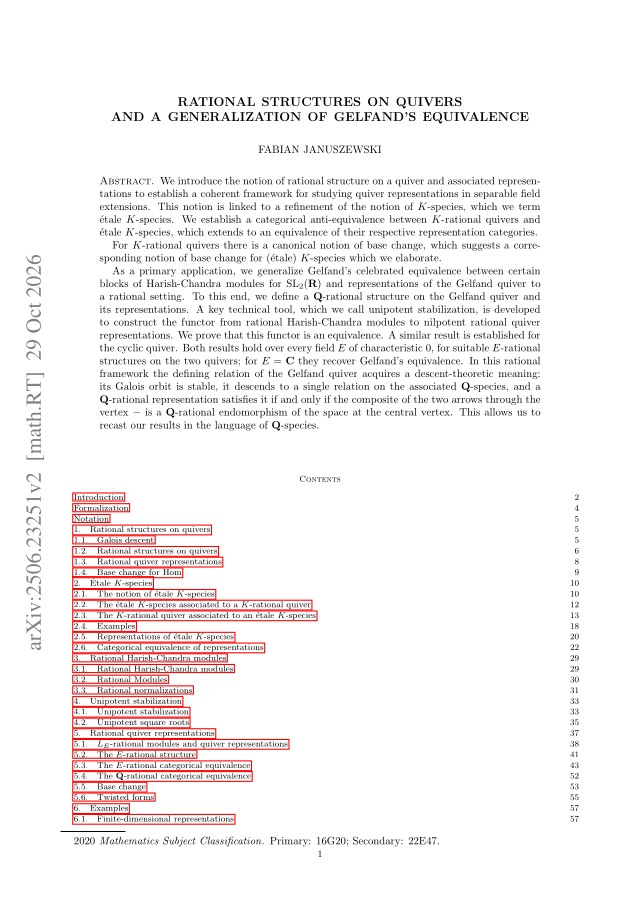 RATIONAL STRUCTURES ON QUIVERS
AND A GENERALIZATION OF GELFAND'S EQUIVALENCE
FABIAN JANUSZEWSKI
ABSTRACT. We introduce the notion of rational structure on a quiver and associated represen-
tations to establish a coherent framework for studying quiver representations in separable field
extensions. This notion is linked to a refinement of the notion of K-species, which we term
étale K-species. We establish a categorical anti-equivalence between K-rational quivers and
étale K-species, which extends to an equivalence of their respective representation categories.
For K-rational quivers there is a canonical notion of base change, which suggests a corre-
sponding notion of base change for (étale) K-species which we elaborate.
As a primary application, we generalize Gelfand's celebrated equivalence between certain
blocks of Harish-Chandra modules for SL₂(R) and representations of the Gelfand quiver to
a rational setting. To this end, we define a Q-rational structure on the Gelfand quiver and
its representations. A key technical tool, which we call unipotent stabilization, is developed
to construct the functor from rational Harish-Chandra modules to nilpotent rational quiver
representations. We prove that this functor is an equivalence. A similar result is established for
the cyclic quiver. Both results hold over every field E of characteristic 0, for suitable E-rational
structures on the two quivers; for E = C they recover Gelfand's equivalence. In this rational
framework the defining relation of the Gelfand quiver acquires a descent-theoretic meaning:
its Galois orbit is stable, it descends to a single relation on the associated Q-species, and a
Q-rational representation satisfies it if and only if the composite of the two arrows through the
vertex − is a Q-rational endomorphism of the space at the central vertex. This allows us to
recast our results in the language of Q-species.
CONTENTS
Introduction 2
Formalization 4
Notation 5
1. Rational structures on quivers 5
1.1. Galois descent 5
1.2. Rational structures on quivers 6
1.3. Rational quiver representations 8
1.4. Base change for Hom 9
2. Étale K-species 10
2.1. The notion of étale K-species 10
2.2. The étale K-species associated to a K-rational quiver 12
2.3. The K-rational quiver associated to an étale K-species 13
2.4. Examples 18
2.5. Representations of étale K-species 20
2.6. Categorical equivalence of representations 22
3. Rational Harish-Chandra modules 29
3.1. Rational Harish-Chandra modules 29
3.2. Rational Modules 30
3.3. Rational normalizations 31
4. Unipotent stabilization 33
4.1. Unipotent stabilization 33
4.2. Unipotent square roots 35
5. Rational quiver representations 37
5.1. L_E-rational modules and quiver representations 38
5.2. The E-rational structure 41
5.3. The E-rational categorical equivalence 43
5.4. The Q-rational categorical equivalence 52
5.5. Base change 53
5.6. Twisted forms 55
6. Examples 57
6.1. Finite-dimensional representations 57
2020 Mathematics Subject Classification. Primary: 16G20; Secondary: 22E47.
1
arXiv:2506.23251v2 [math.RT] 29 Oct 2026